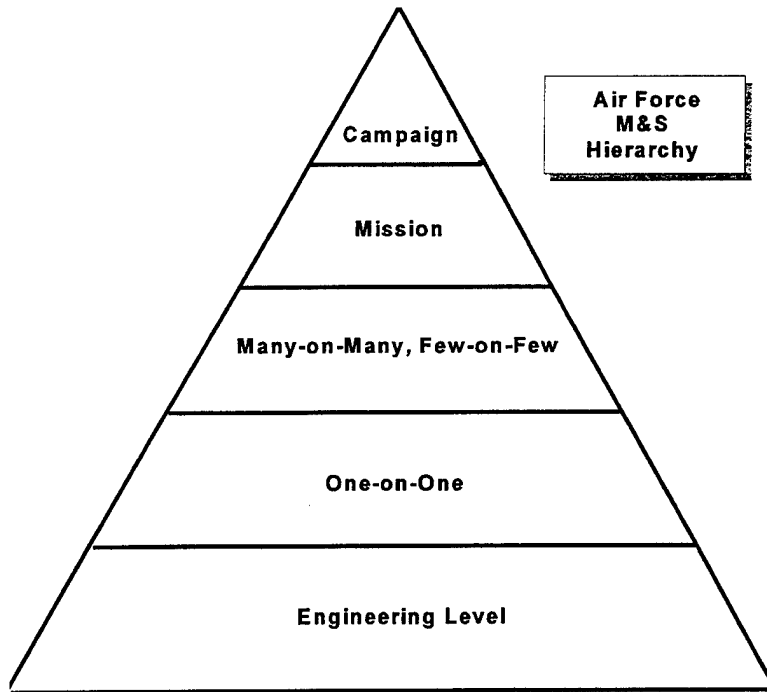 Campaign
Air Force
M&S
Hierarchy
Mission
Many-on-Many, Few-on-Few
One-on-One
Engineering Level